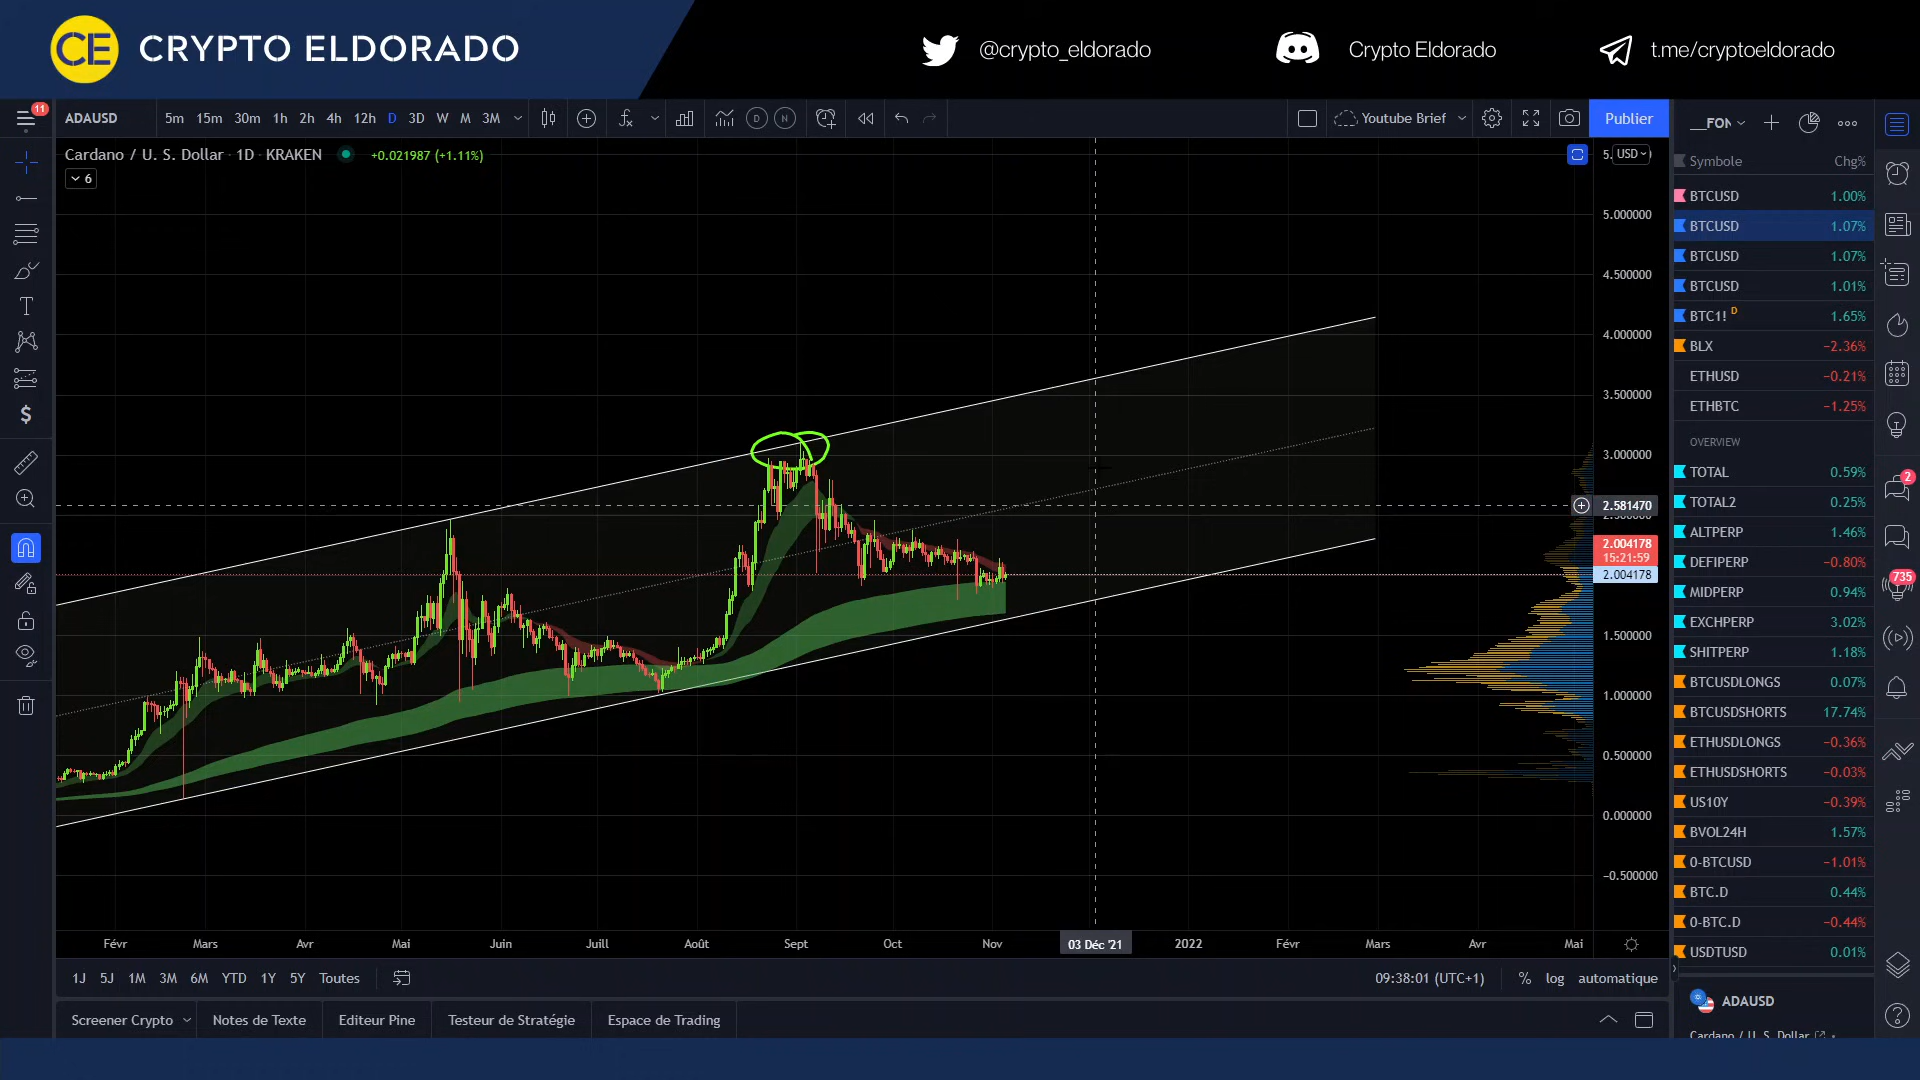 CE CRYPTO ELDORADO
@crypto_eldorado
Crypto Eldorado
t.me/cryptoeldorado
11
ADAUSD 5m 15m 30m 1h 2h 4h 12h D 3D W M 3M
D N
Youtube Brief
Publier
Cardano / U. S. Dollar · 1D · KRAKEN +0.021987 (+1.11%)
6
USD
5.000000
4.500000
4.000000
3.500000
3.000000
2.581470
2.004178
15:21:59
2.004178
1.500000
1.000000
0.500000
0.000000
−0.500000
Févr Mars Avr Mai Juin Juill Août Sept Oct Nov 03 Déc '21 2022 Févr Mars Avr Mai
1J 5J 1M 3M 6M YTD 1Y 5Y Toutes
09:38:01 (UTC+1) % log automatique
Screener Crypto Notes de Texte Editeur Pine Testeur de Stratégie Espace de Trading
Symbole Chg%
BTCUSD 1.00%
BTCUSD 1.07%
BTCUSD 1.07%
BTCUSD 1.01%
BTC1! D 1.65%
BLX −2.36%
ETHUSD −0.21%
ETHBTC −1.25%
OVERVIEW
TOTAL 0.59%
TOTAL2 0.25%
ALTPERP 1.46%
DEFIPERP −0.80%
MIDPERP 0.94%
EXCHPERP 3.02%
SHITPERP 1.18%
BTCUSDLONGS 0.07%
BTCUSDSHORTS 17.74%
ETHUSDLONGS −0.36%
ETHUSDSHORTS −0.03%
US10Y −0.39%
BVOL24H 1.57%
0-BTCUSD −1.01%
BTC.D 0.44%
0-BTC.D −0.44%
USDTUSD 0.01%
ADAUSD
Cardano / U. S. Dollar
2
735